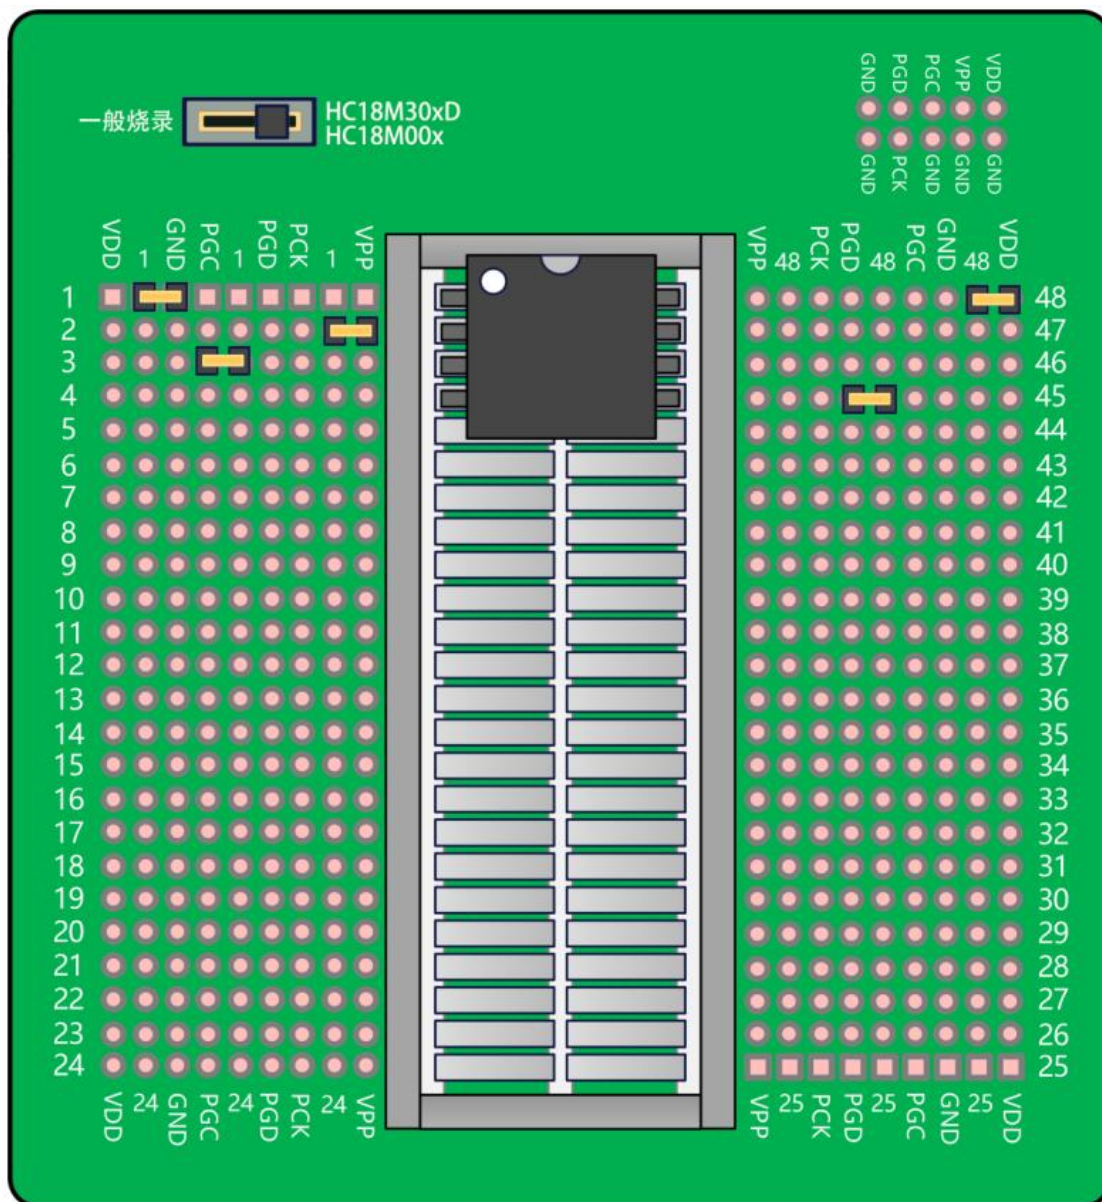 一般烧录
HC18M30xD
HC18M00x
GND PGD PGC VPP VDD
GND PCK GND GND GND
VDD 1 GND PGC 1 PGD PCK 1 VPP
VPP 48 PCK PGD 48 PGC GND 48 VDD
1 48
2 47
3 46
4 45
5 44
6 43
7 42
8 41
9 40
10 39
11 38
12 37
13 36
14 35
15 34
16 33
17 32
18 31
19 30
20 29
21 28
22 27
23 26
24 25
VDD 24 GND PGC 24 PGD PCK 24 VPP
VPP 25 PCK PGD 25 PGC GND 25 VDD